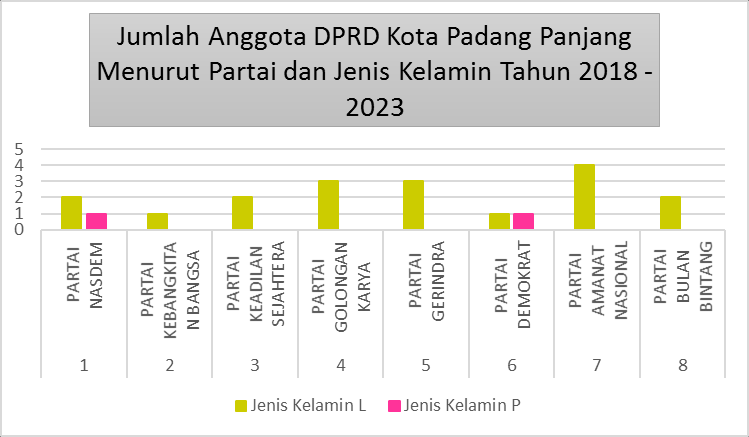 Jumlah Anggota DPRD Kota Padang Panjang
Menurut Partai dan Jenis Kelamin Tahun 2018 -
2023
5
4
3
2
1
0
PARTAI
NASDEM
PARTAI
KEBANGKITA
N BANGSA
PARTAI
KEADILAN
SEJAHTERA
PARTAI
GOLONGAN
KARYA
PARTAI
GERINDRA
PARTAI
DEMOKRAT
PARTAI
AMANAT
NASIONAL
PARTAI
BULAN
BINTANG
1 2 3 4 5 6 7 8
Jenis Kelamin L Jenis Kelamin P